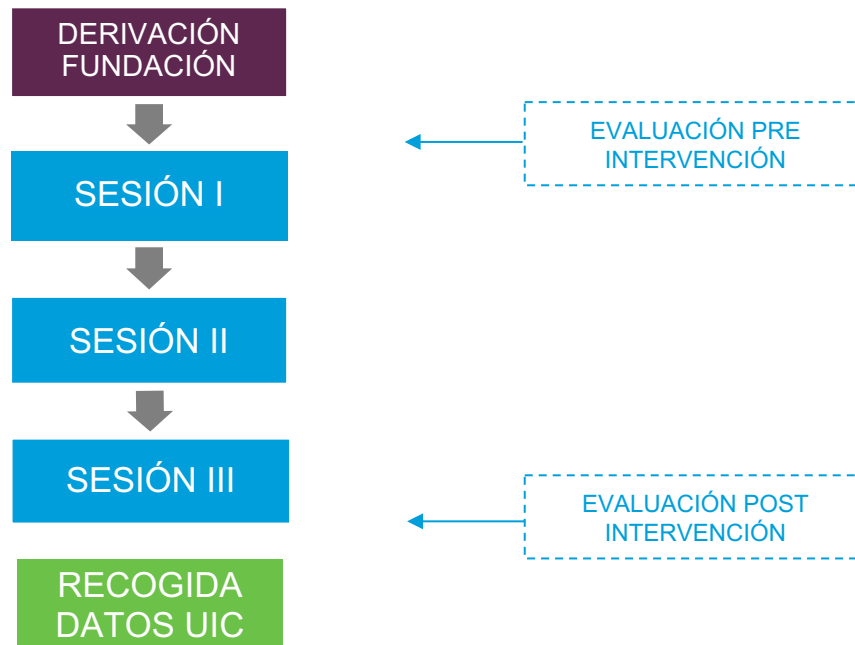 DERIVACIÓN
FUNDACIÓN
EVALUACIÓN PRE
INTERVENCIÓN
SESIÓN I
SESIÓN II
SESIÓN III
EVALUACIÓN POST
INTERVENCIÓN
RECOGIDA
DATOS UIC